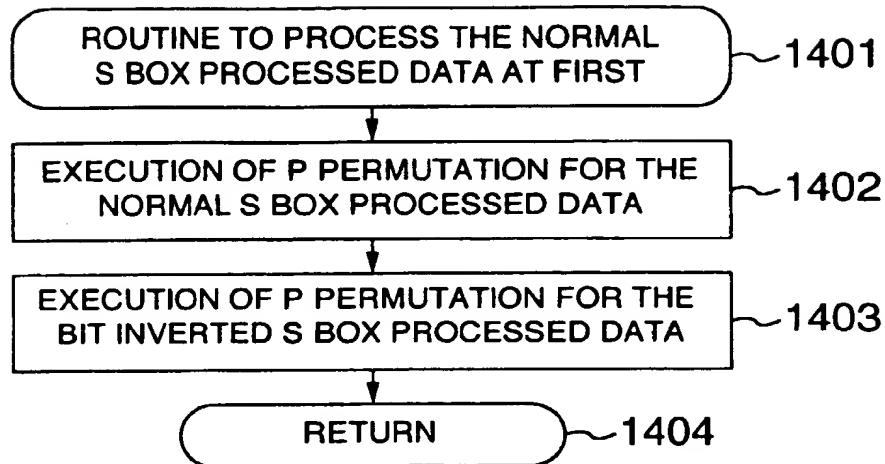 ROUTINE TO PROCESS THE NORMAL
S BOX PROCESSED DATA AT FIRST
1401
EXECUTION OF P PERMUTATION FOR THE
NORMAL S BOX PROCESSED DATA
1402
EXECUTION OF P PERMUTATION FOR THE
BIT INVERTED S BOX PROCESSED DATA
1403
RETURN
1404